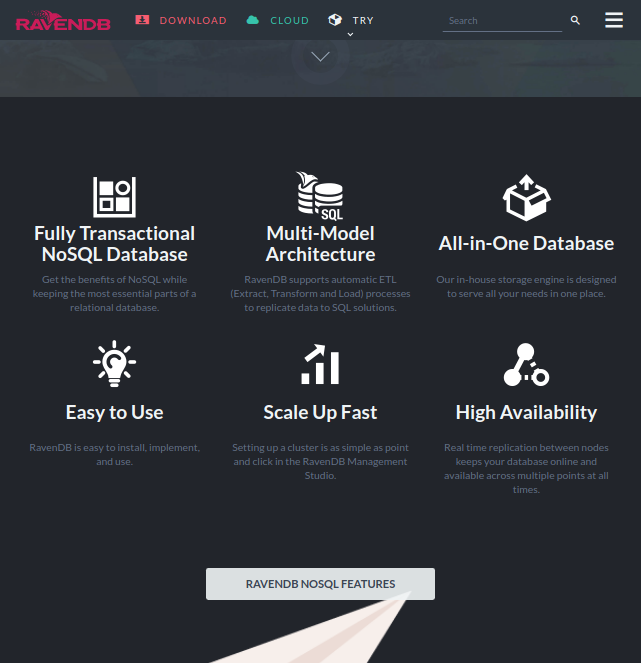 RAVENDB DOWNLOAD CLOUD TRY Search
Fully Transactional
NoSQL Database
Get the benefits of NoSQL while
keeping the most essential parts of a
relational database.
SQL
Multi-Model
Architecture
RavenDB supports automatic ETL
(Extract, Transform and Load) processes
to replicate data to SQL solutions.
All-in-One Database
Our in-house storage engine is designed
to serve all your needs in one place.
Easy to Use
RavenDB is easy to install, implement,
and use.
Scale Up Fast
Setting up a cluster is as simple as point
and click in the RavenDB Management
Studio.
High Availability
Real time replication between nodes
keeps your database online and
available across multiple points at all
times.
RAVENDB NOSQL FEATURES